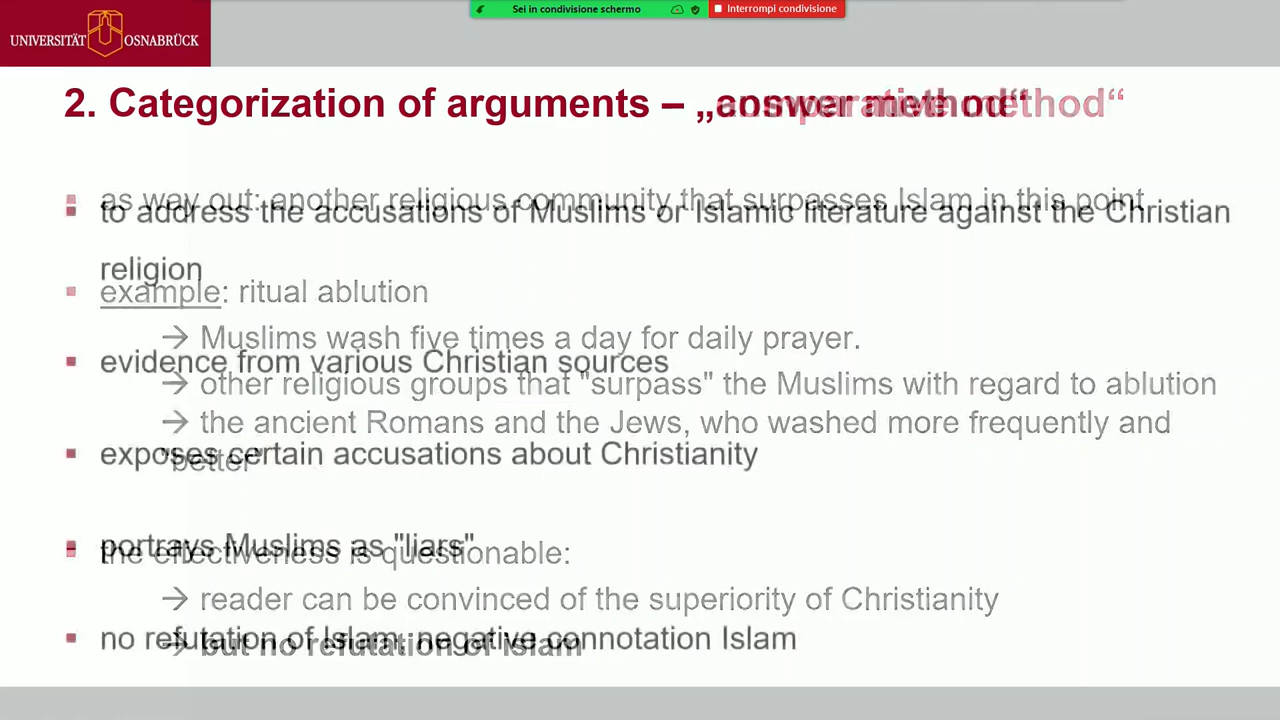 Sei in condivisione schermo
Interrompi condivisione
UNIVERSITÄT OSNABRÜCK
2. Categorization of arguments – „answer method“
„comparative method“
as way out: another religious community that surpasses Islam in this point
to address the accusations of Muslims or Islamic literature against the Christian
religion
example: ritual ablution
→ Muslims wash five times a day for daily prayer.
evidence from various Christian sources
→ other religious groups that "surpass" the Muslims with regard to ablution
→ the ancient Romans and the Jews, who washed more frequently and
"better"
exposes certain accusations about Christianity
portrays Muslims as "liars"
the effectiveness is questionable:
→ reader can be convinced of the superiority of Christianity
no refutation of Islam, negative connotation Islam
→ but no refutation of Islam